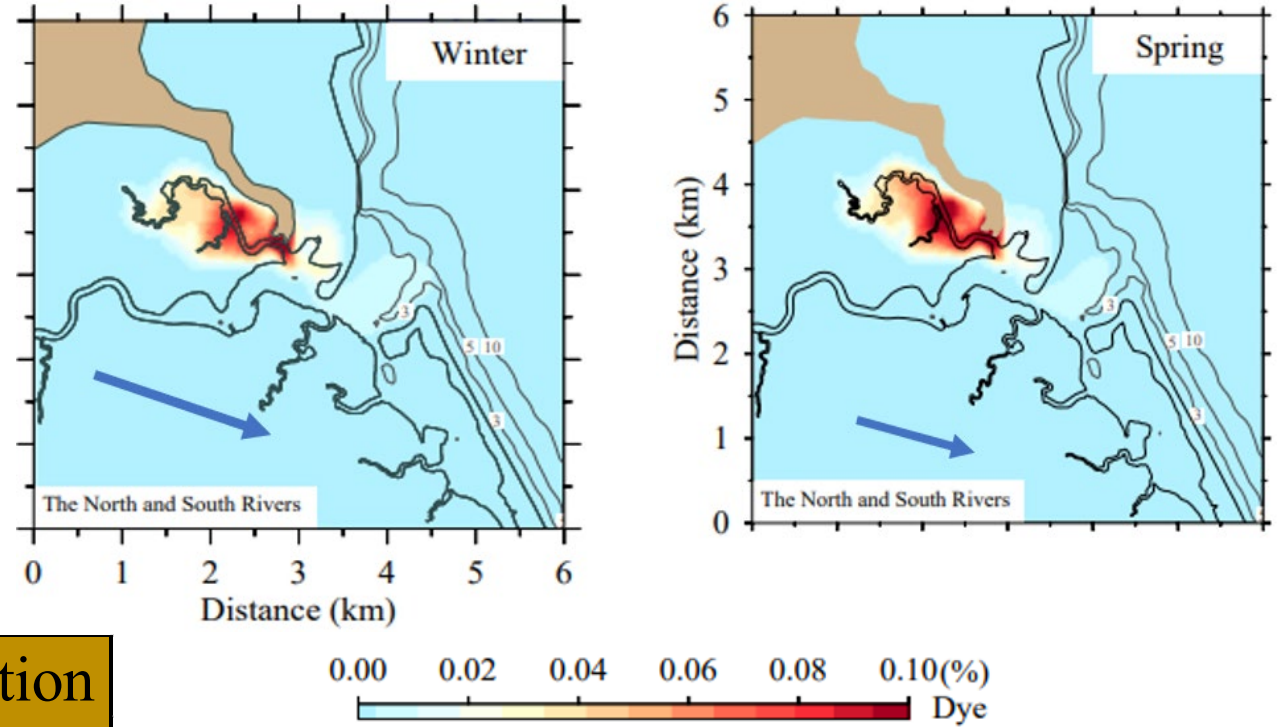 Winter
3
5 10
3
The North and South Rivers
0 1 2 3 4 5 6
Distance (km)
Spring
6
5
4
3
2
1
0
Distance (km)
3
5 10
3
The North and South Rivers
tion
0.00 0.02 0.04 0.06 0.08 0.10(%)
Dye